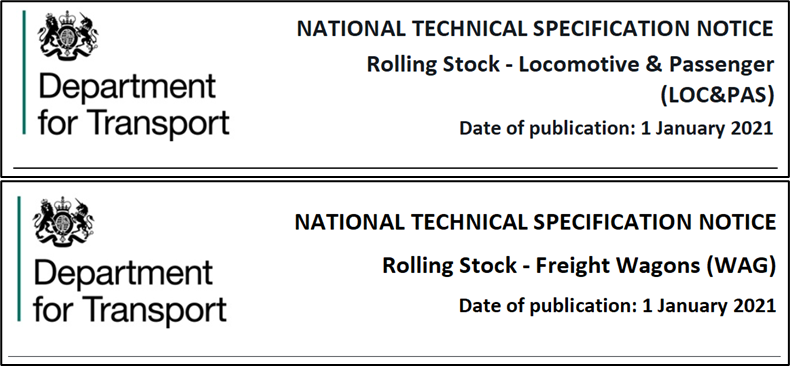 Department
for Transport
NATIONAL TECHNICAL SPECIFICATION NOTICE
Rolling Stock - Locomotive & Passenger
(LOC&PAS)
Date of publication: 1 January 2021
Department
for Transport
NATIONAL TECHNICAL SPECIFICATION NOTICE
Rolling Stock - Freight Wagons (WAG)
Date of publication: 1 January 2021